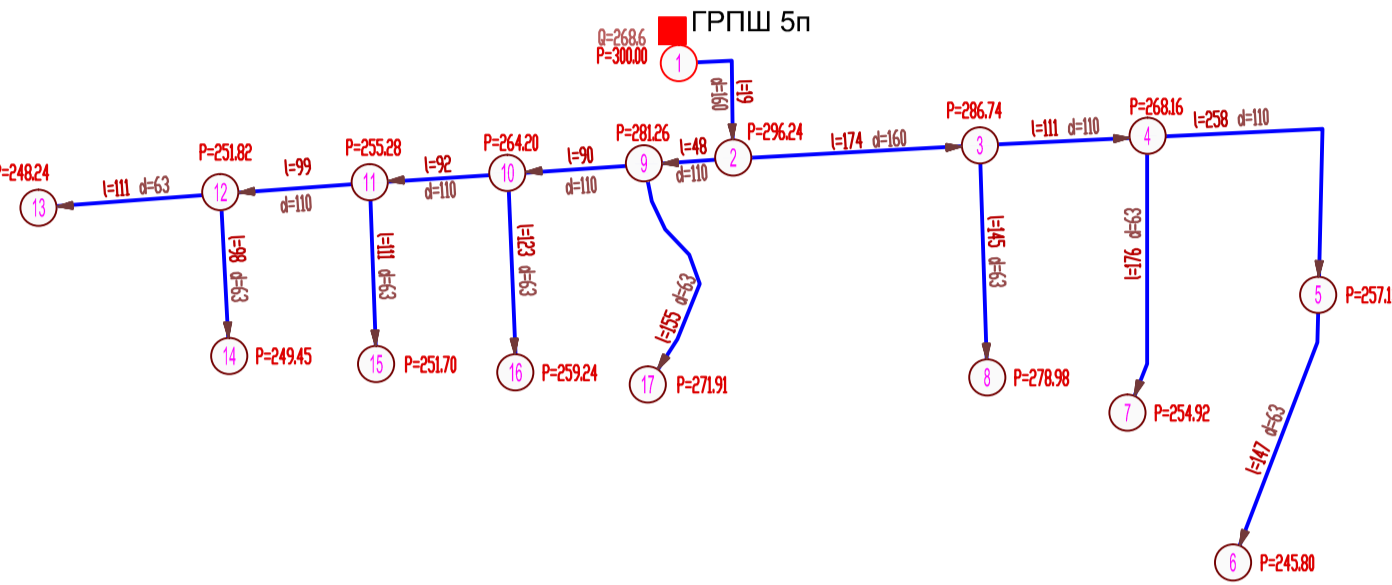 ГРПШ 5п
Q=268.6
P=300.00
1
l=19
d=160
P=296.24
2
l=174 d=160
P=286.74
3
l=111 d=110
P=268.16
4
l=258 d=110
l=48
d=110
P=281.26
9
l=90
d=110
P=264.20
10
l=92
d=110
P=255.28
11
l=99
d=110
P=251.82
12
l=111 d=63
P=248.24
13
l=98 d=63
14
P=249.45
l=111 d=63
15
P=251.70
l=123 d=63
16
P=259.24
l=155 d=63
17
P=271.91
l=145 d=63
8
P=278.98
l=176 d=63
7
P=254.92
5
P=257.1
l=147 d=63
6
P=245.80